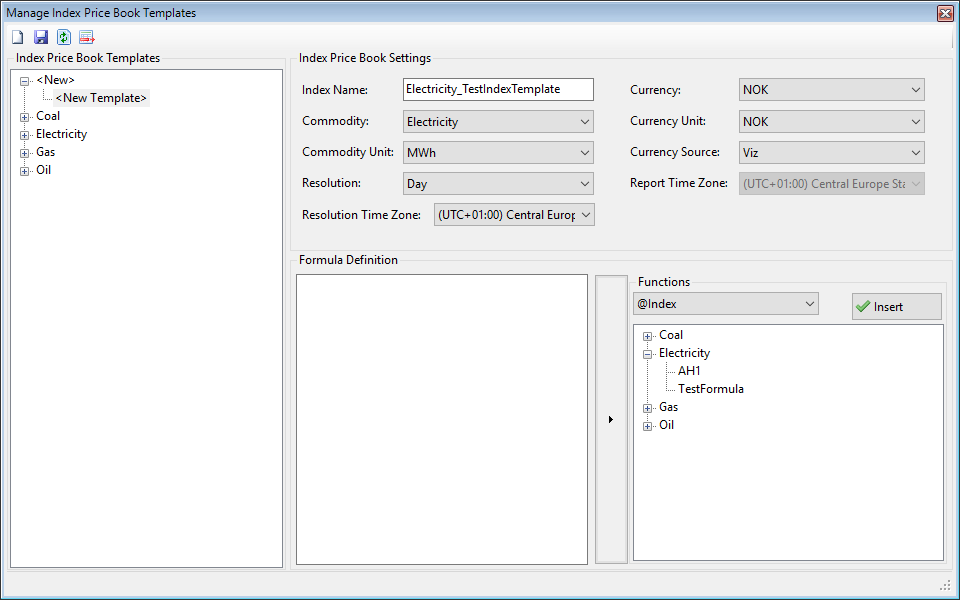 Manage Index Price Book Templates
Index Price Book Templates
<New>
<New Template>
Coal
Electricity
Gas
Oil
Index Price Book Settings
Index Name: Electricity_TestIndexTemplate
Commodity: Electricity
Commodity Unit: MWh
Resolution: Day
Resolution Time Zone: (UTC+01:00) Central Europ
Currency: NOK
Currency Unit: NOK
Currency Source: Viz
Report Time Zone: (UTC+01:00) Central Europe Sta
Formula Definition
Functions
@Index
Insert
Coal
Electricity
AH1
TestFormula
Gas
Oil